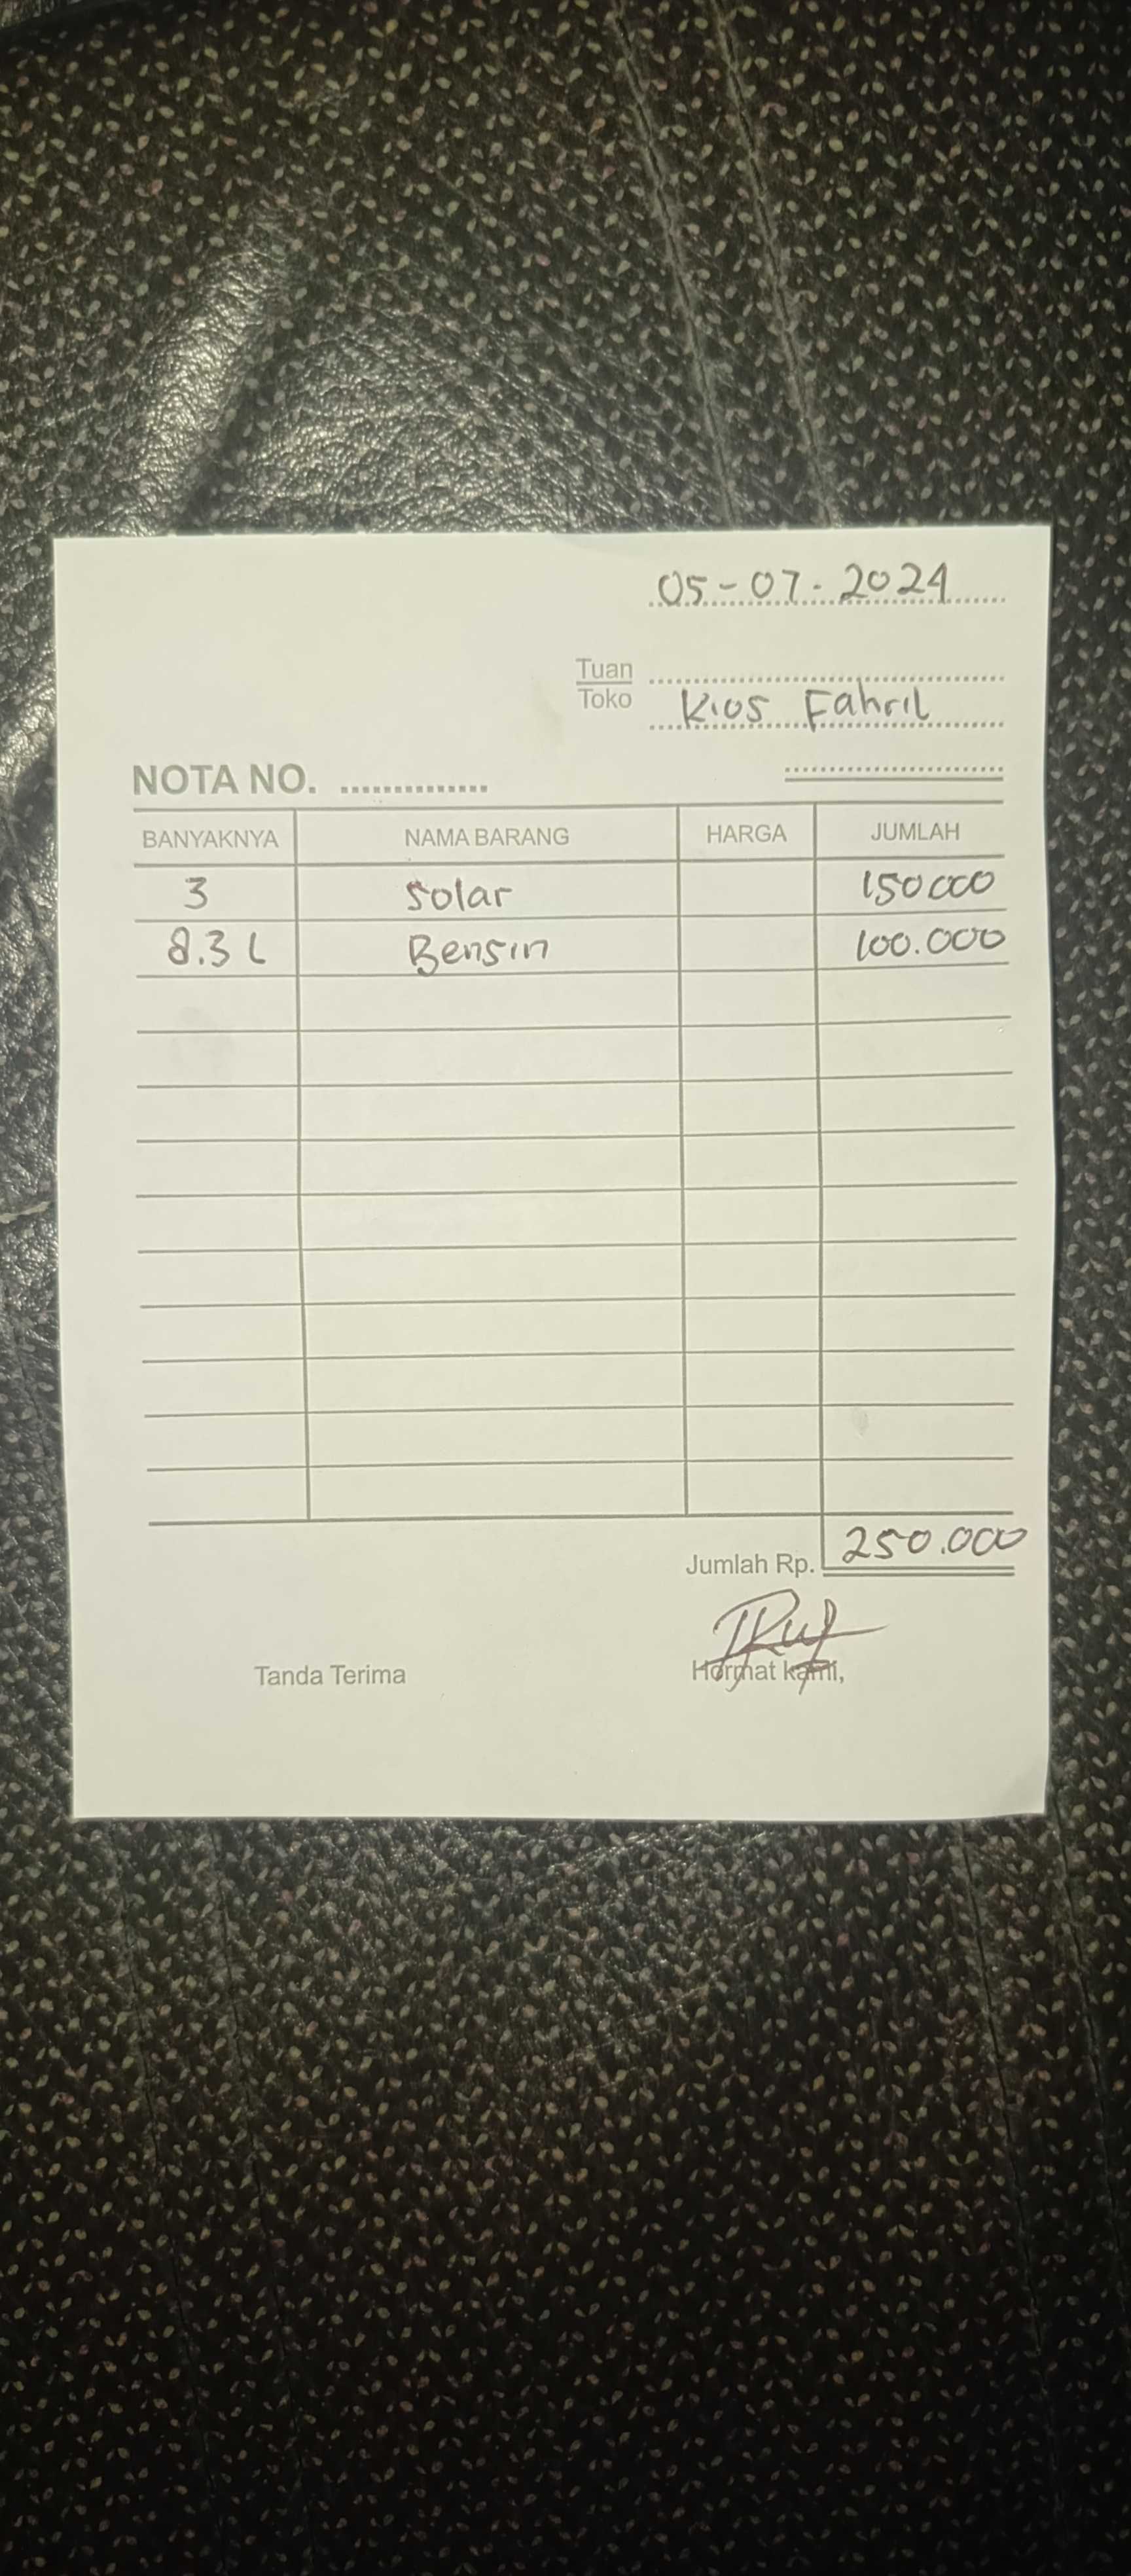 05-07-2024
Tuan
Toko Kios Fahril
NOTA NO. ..............
BANYAKNYA NAMA BARANG HARGA JUMLAH
3 Solar 150000
8.3 L Bensin 100.000
Jumlah Rp. 250.000
Tanda Terima Hormat kami,